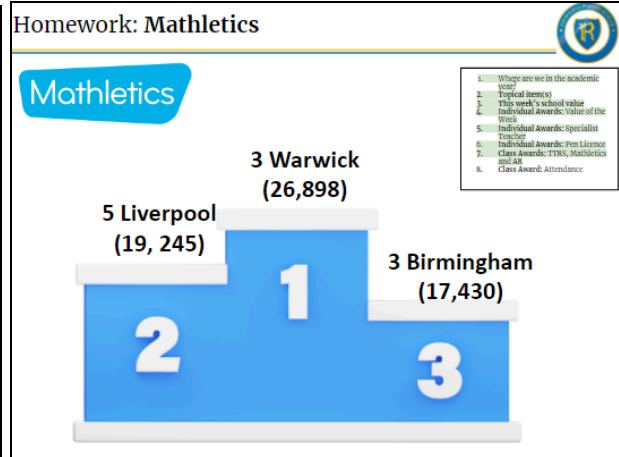 Homework: Mathletics
Mathletics
1. Where are we in the academic
year?
2. Topical item(s)
3. This week's school value
4. Individual Awards: Value of the
Week
5. Individual Awards: Specialist
Teacher
6. Individual Awards: Pen Licence
7. Class Awards: TTRS, Mathletics
and AR
8. Class Award: Attendance
3 Warwick
(26,898)
5 Liverpool
(19, 245)
3 Birmingham
(17,430)
1
2
3